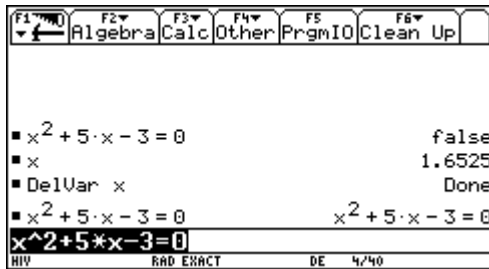 F1 F2 F3 F4 F5 F6
Algebra Calc Other PrgmIO Clean Up
x² + 5·x - 3 = 0 false
x 1.6525
DelVar x Done
x² + 5·x - 3 = 0 x² + 5·x - 3 = 0
x^2+5*x-3=0
HIV RAD EXACT DE 4/40